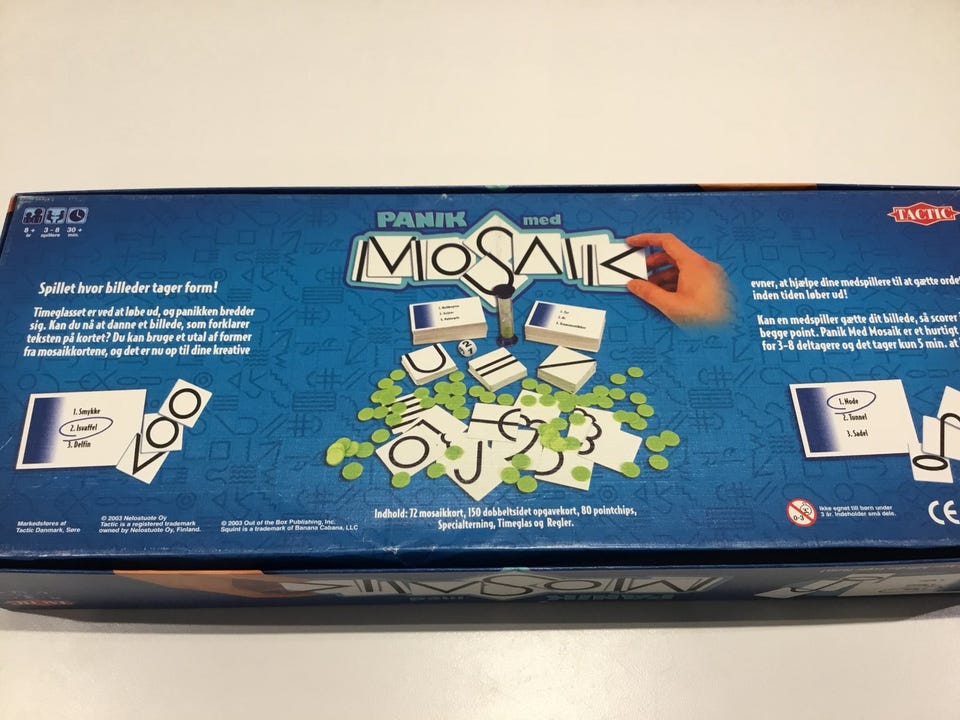 8+
år
3-8
spillere
30+
min.
PANIK med
MOSAIK
TACTIC
Spillet hvor billeder tager form!
Timeglasset er ved at løbe ud, og panikken bredder
sig. Kan du nå at danne et billede, som forklarer
teksten på kortet? Du kan bruge et utal af former
fra mosaikkortene, og det er nu op til dine kreative
evner, at hjælpe dine medspillere til at gætte orde
inden tiden løber ud!
Kan en medspiller gætte dit billede, så scorer
begge point. Panik Med Mosaik er et hurtigt
for 3-8 deltagere og det tager kun 5 min. at
1. Smykke
2. Isvaffel
3. Delfin
1. Node
2. Tunnel
3. Sadel
Indhold: 72 mosaikkort, 150 dobbeltsidet opgavekort, 80 pointchips,
Specialterning, Timeglas og Regler.
Markedsføres af
Tactic Danmark, Søre
© 2003 Nelostuote Oy
Tactic is a registered trademark
owned by Nelostuote Oy, Finland.
© 2003 Out of the Box Publishing, Inc.
Squint is a trademark of Banana Cabana, LLC
0-3
Ikke egnet til børn under
3 år. Indeholder små dele.
CE